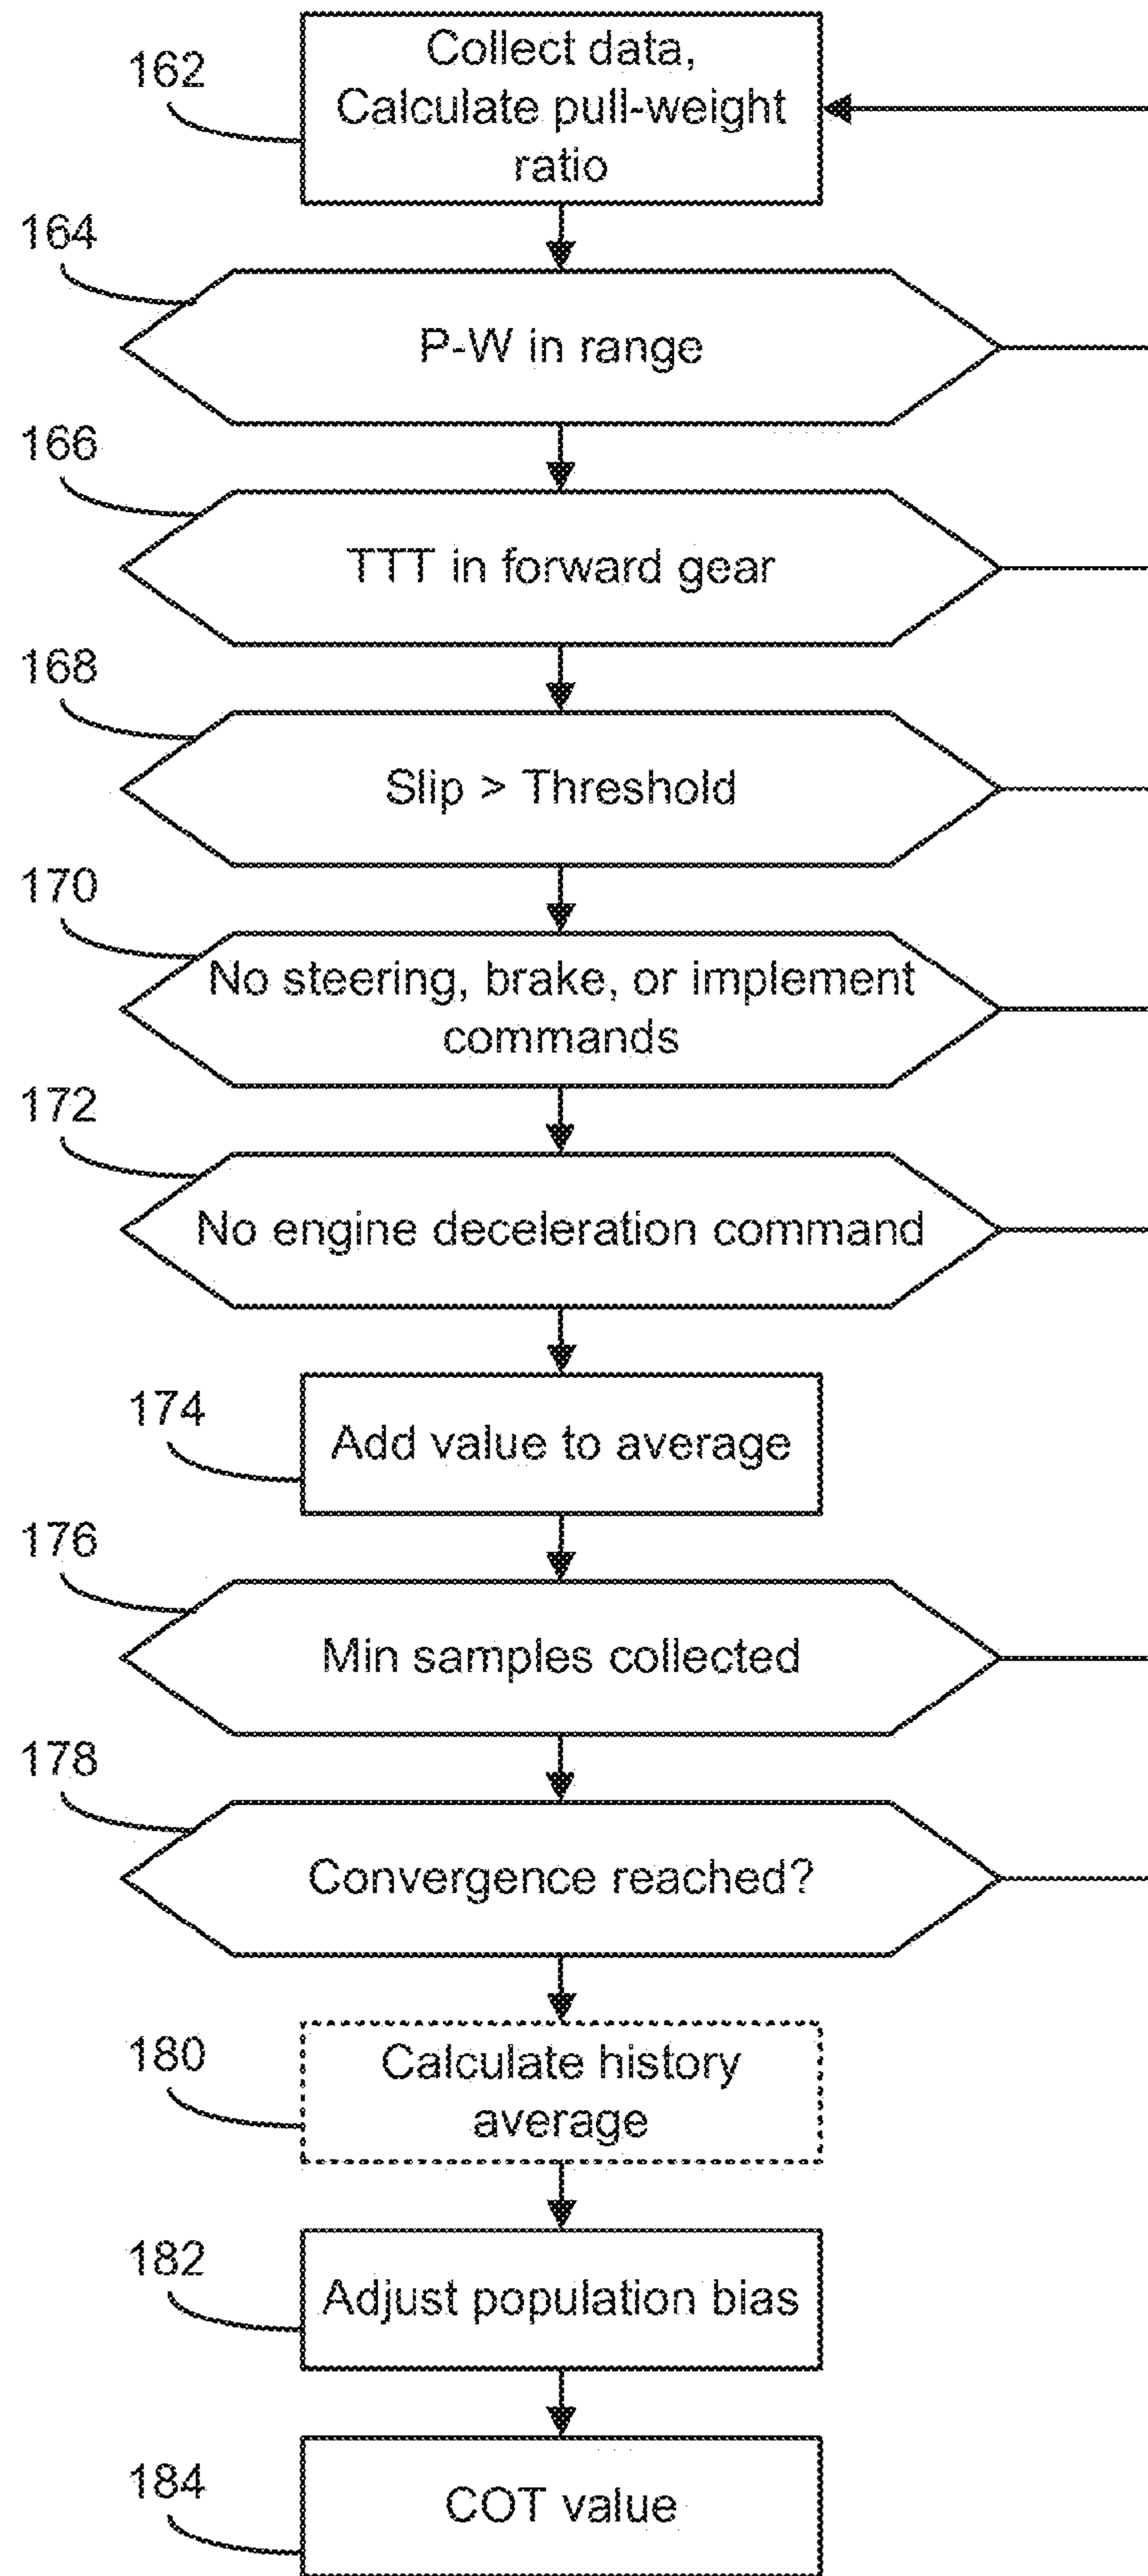 162
Collect data,
Calculate pull-weight
ratio
164
P-W in range
166
TTT in forward gear
168
Slip > Threshold
170
No steering, brake, or implement
commands
172
No engine deceleration command
174
Add value to average
176
Min samples collected
178
Convergence reached?
180
Calculate history
average
182
Adjust population bias
184
COT value